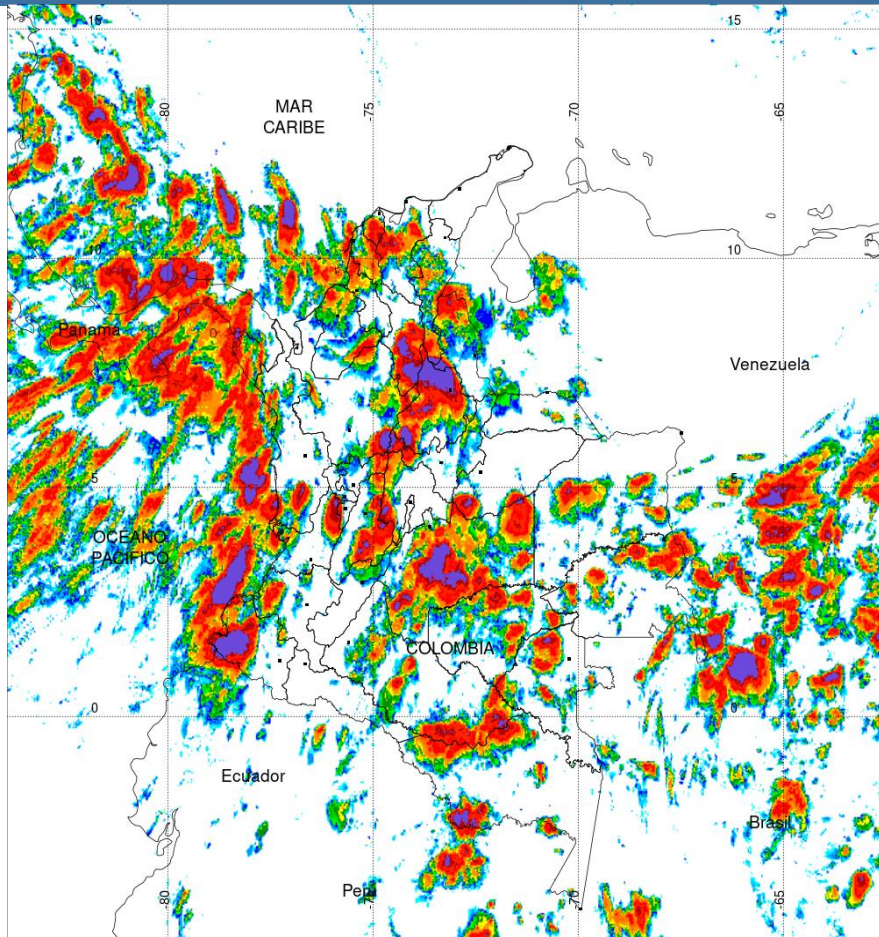 15 15
-80 -75 -70 -65
MAR
CARIBE
10 10
Panama
Venezuela
5 5
OCEANO
PACIFICO
COLOMBIA
0 0
Ecuador
Brasil
Peru
-80 -70 -65